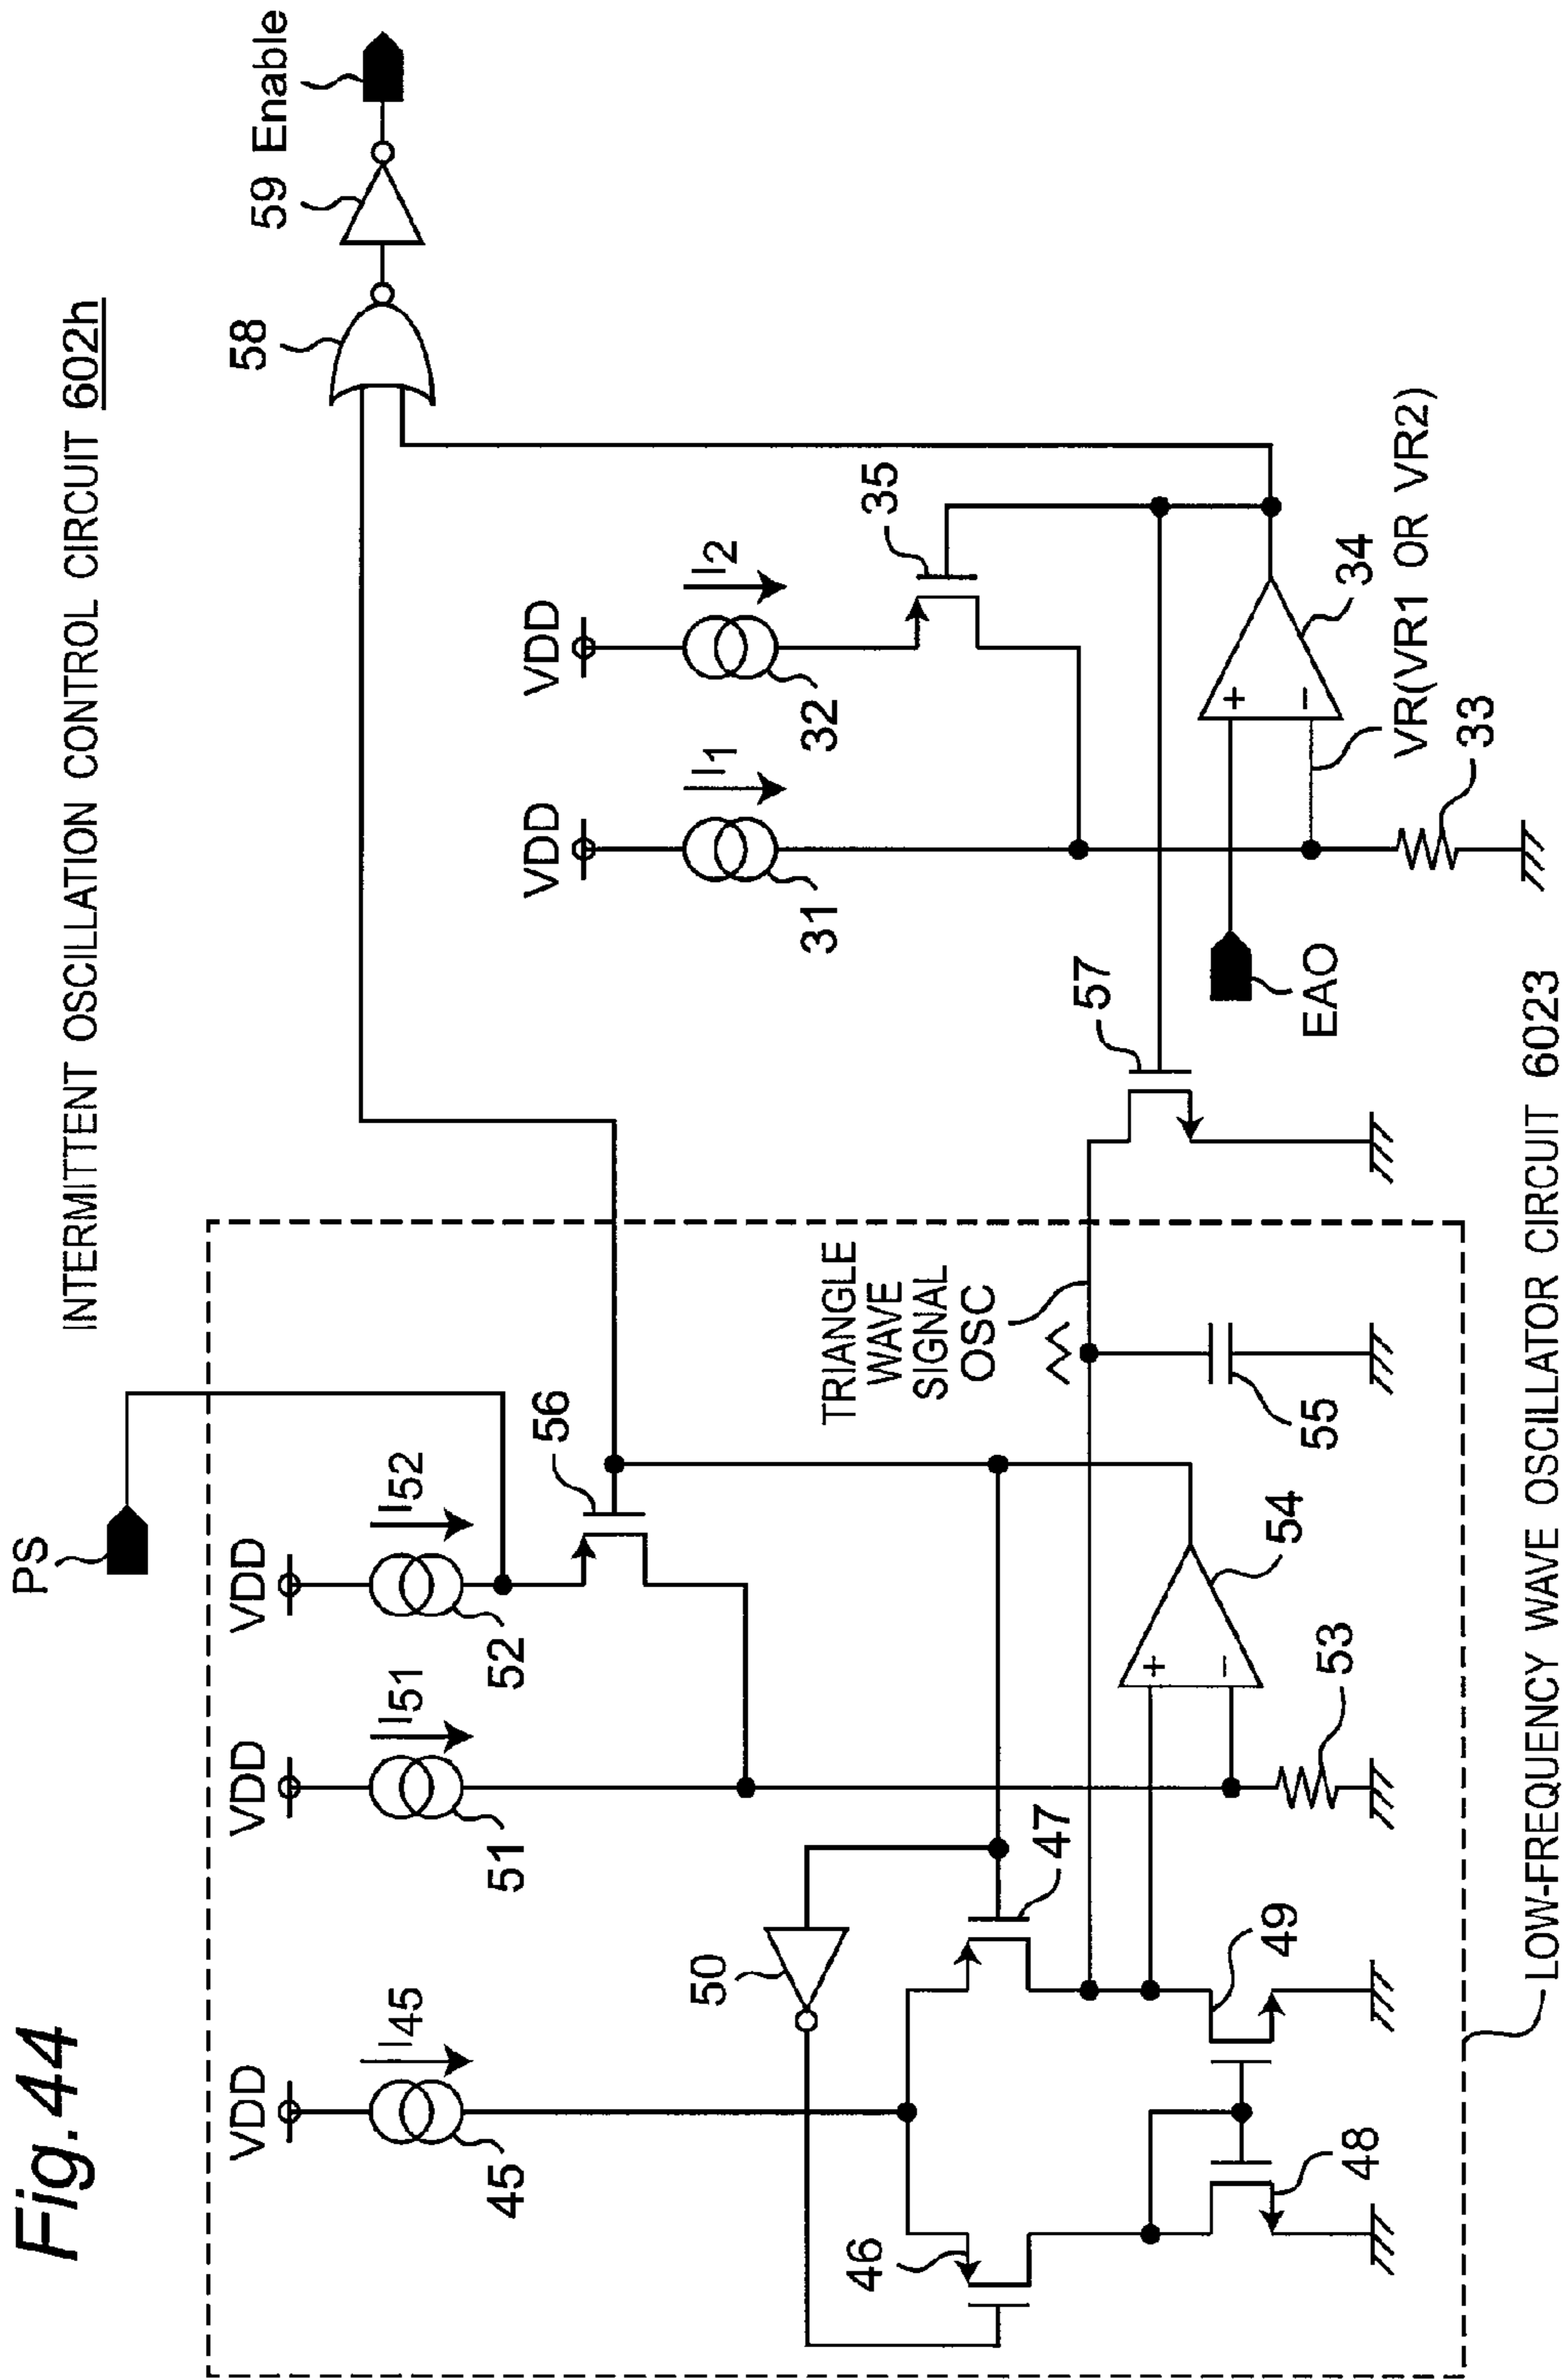 Fig. 44
INTERMITTENT OSCILLATION CONTROL CIRCUIT 602h
PS
VDD
I45
45
VDD
I51
51
VDD
I52
52
56
50
46
47
48
49
53
54
55
TRIANGLE
WAVE
SIGNAL
OSC
57
VDD
I1
31
VDD
I2
32
35
EAO
+
−
34
+
−
VR(VR1 OR VR2)
33
58
59
Enable
LOW-FREQUENCY WAVE OSCILLATOR CIRCUIT 6023